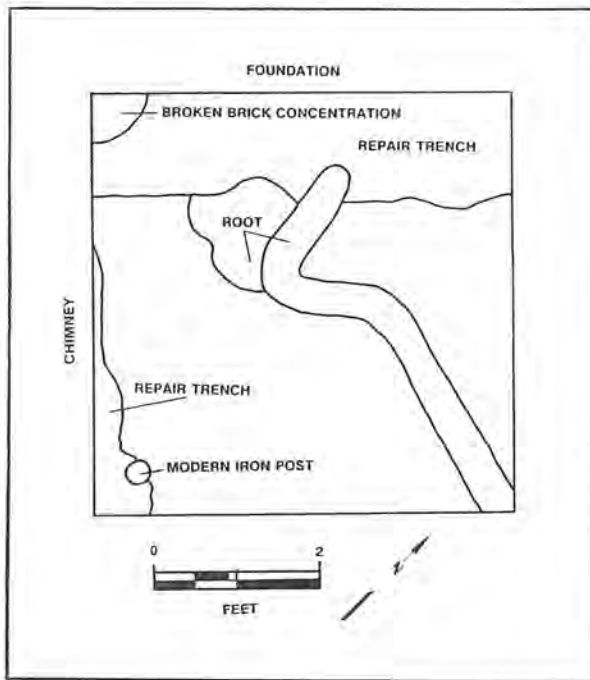 FOUNDATION
BROKEN BRICK CONCENTRATION
REPAIR TRENCH
ROOT
CHIMNEY
REPAIR TRENCH
MODERN IRON POST
0 2
FEET
N